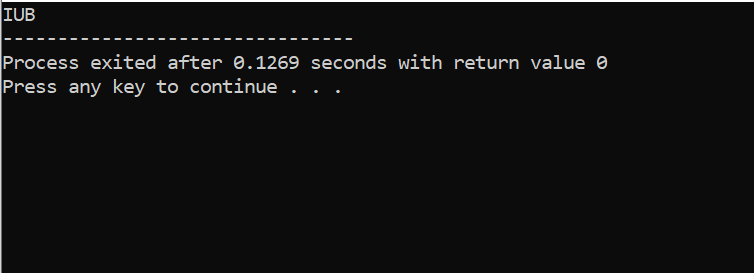 IUB
--------------------------------
Process exited after 0.1269 seconds with return value 0
Press any key to continue . . .